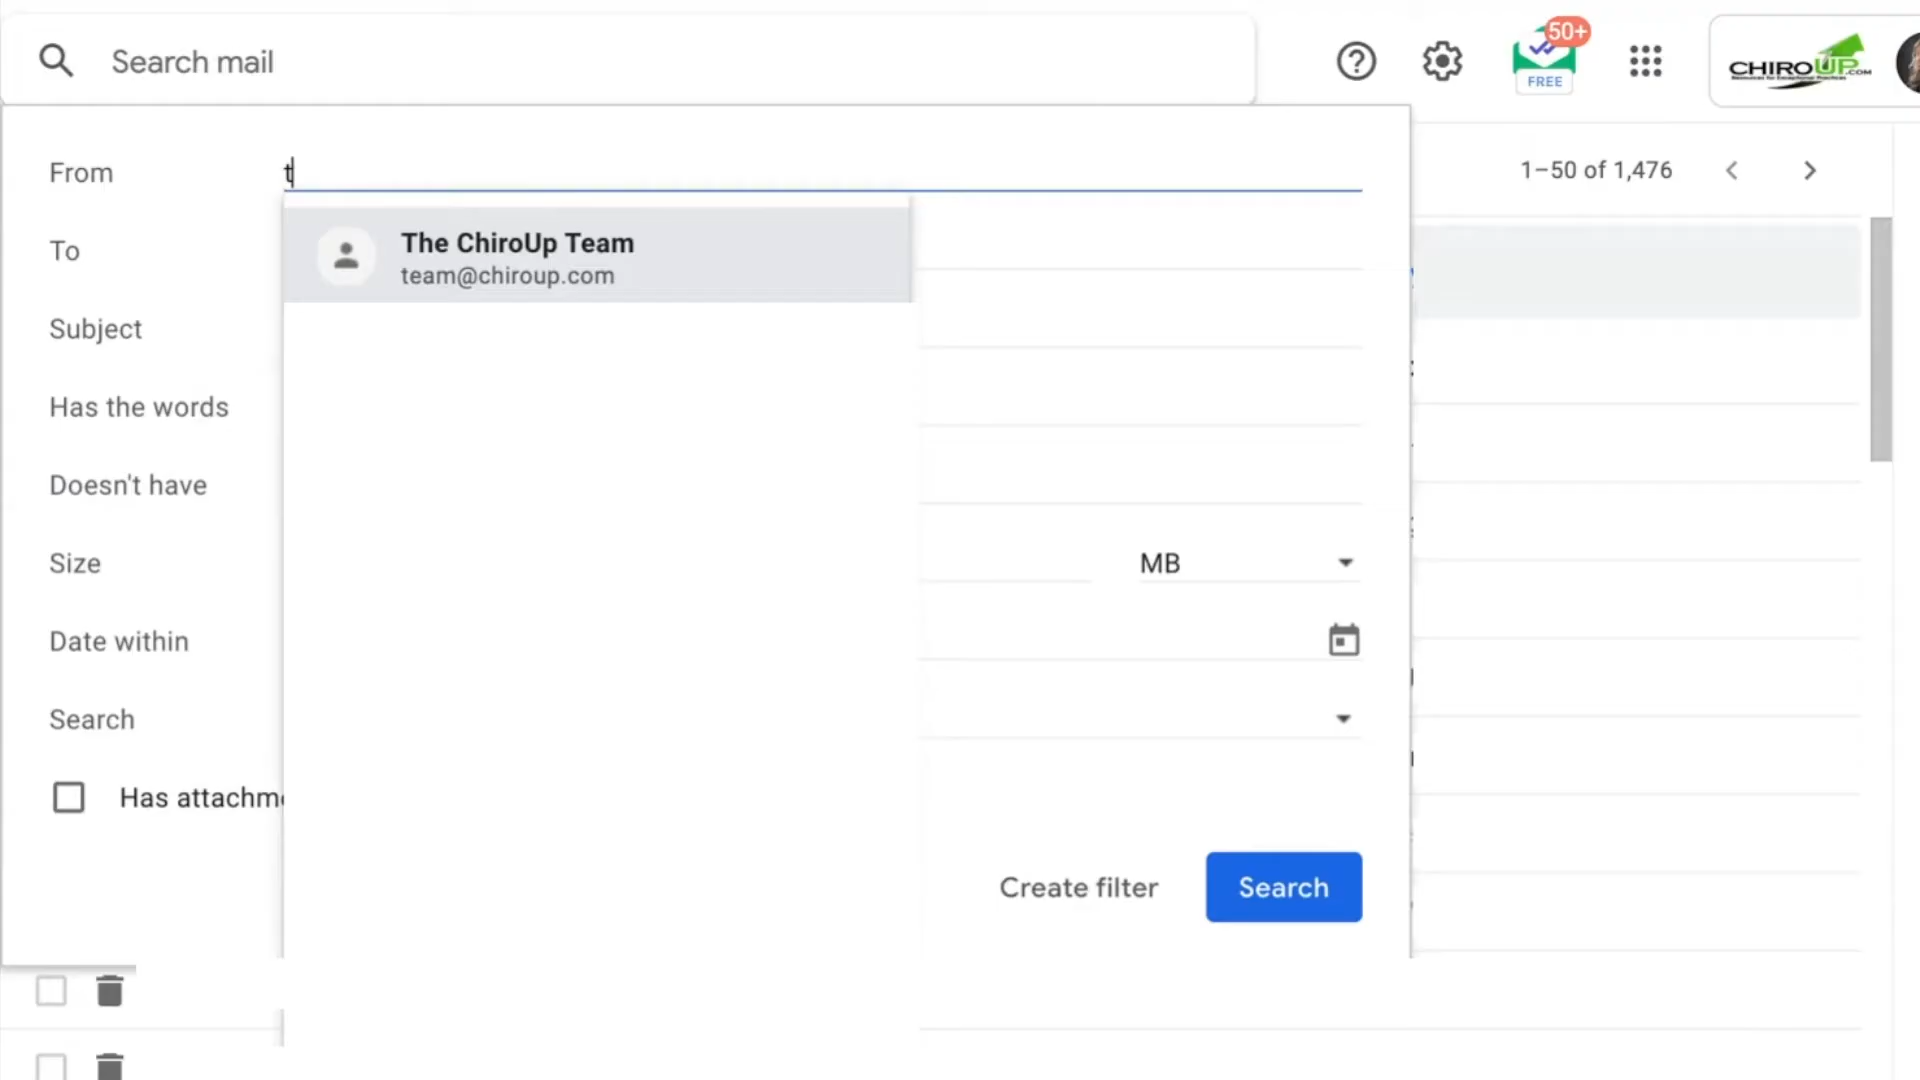 Search mail
50+
FREE
CHIROUP.COM
From
t
1–50 of 1,476
The ChiroUp Team
team@chiroup.com
To
Subject
Has the words
Doesn't have
Size
MB
Date within
Search
Has attachm
Create filter
Search